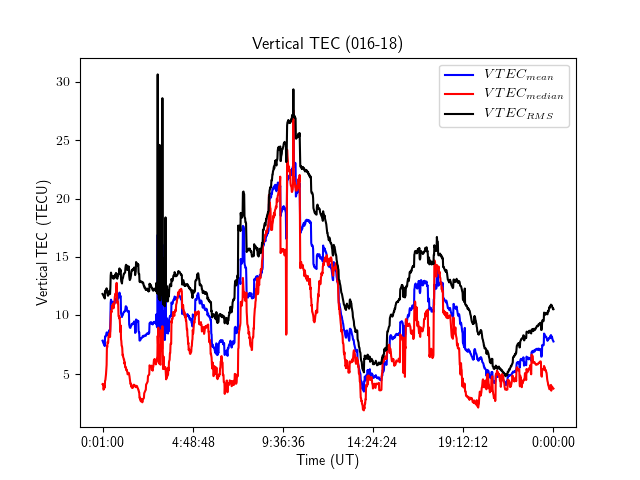 Vertical TEC (016-18)
VTEC_mean
VTEC_median
VTEC_RMS
Vertical TEC (TECU)
30
25
20
15
10
5
0:01:00 4:48:48 9:36:36 14:24:24 19:12:12 0:00:00
Time (UT)